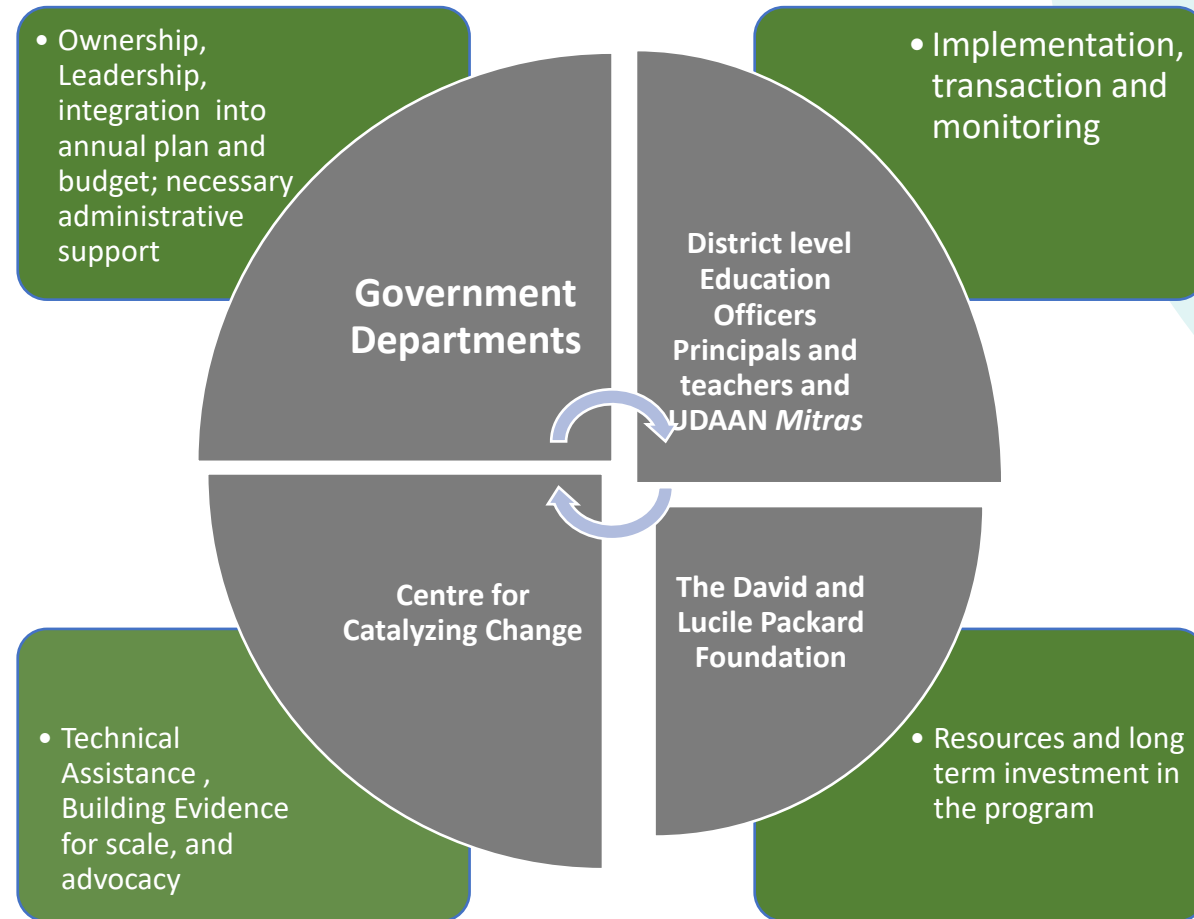 • Ownership,
Leadership,
integration into
annual plan and
budget; necessary
administrative
support
• Implementation,
transaction and
monitoring
Government
Departments
District level
Education
Officers
Principals and
teachers and
UDAAN Mitras
Centre for
Catalyzing Change
The David and
Lucile Packard
Foundation
• Technical
Assistance ,
Building Evidence
for scale, and
advocacy
• Resources and long
term investment in
the program